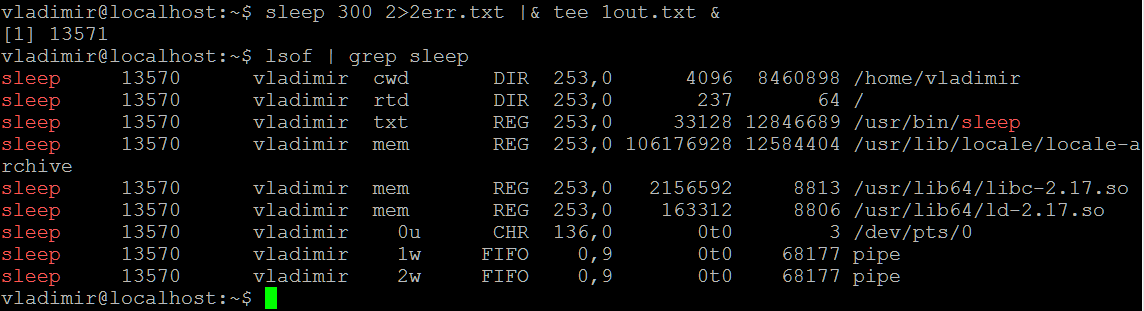 vladimir@localhost:~$ sleep 300 2>2err.txt |& tee 1out.txt &
[1] 13571
vladimir@localhost:~$ lsof | grep sleep
sleep     13570      vladimir  cwd       DIR  253,0      4096  8460898 /home/vladimir
sleep     13570      vladimir  rtd       DIR  253,0       237       64 /
sleep     13570      vladimir  txt       REG  253,0     33128 12846689 /usr/bin/sleep
sleep     13570      vladimir  mem       REG  253,0 106176928 12584404 /usr/lib/locale/locale-a
rchive
sleep     13570      vladimir  mem       REG  253,0   2156592     8813 /usr/lib64/libc-2.17.so
sleep     13570      vladimir  mem       REG  253,0    163312     8806 /usr/lib64/ld-2.17.so
sleep     13570      vladimir    0u      CHR  136,0       0t0        3 /dev/pts/0
sleep     13570      vladimir    1w     FIFO    0,9       0t0    68177 pipe
sleep     13570      vladimir    2w     FIFO    0,9       0t0    68177 pipe
vladimir@localhost:~$